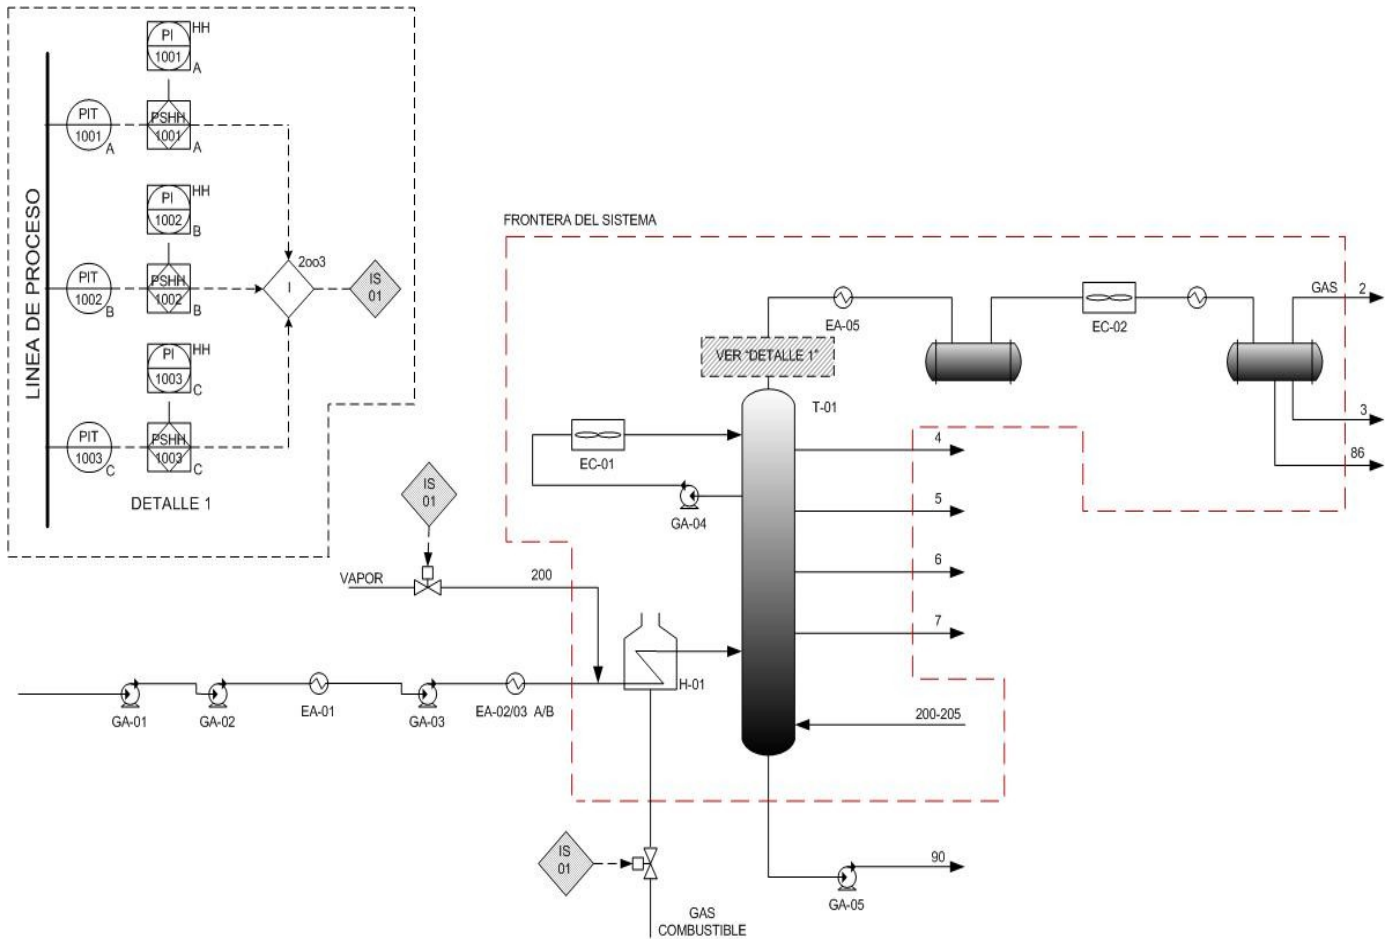 PI
1001
HH
A
PIT
1001
A
PSHH
1001
A
LINEA DE PROCESO
PI
1002
HH
B
PIT
1002
B
PSHH
1002
B
2oo3
I
IS
01
PI
1003
HH
C
PIT
1003
C
PSHH
1003
C
DETALLE 1
FRONTERA DEL SISTEMA
VER "DETALLE 1"
EA-05
EC-02
GAS
2
3
86
T-01
EC-01
GA-04
4
5
6
7
200-205
IS
01
VAPOR
200
H-01
GA-01
GA-02
EA-01
GA-03
EA-02/03 A/B
IS
01
GAS
COMBUSTIBLE
90
GA-05